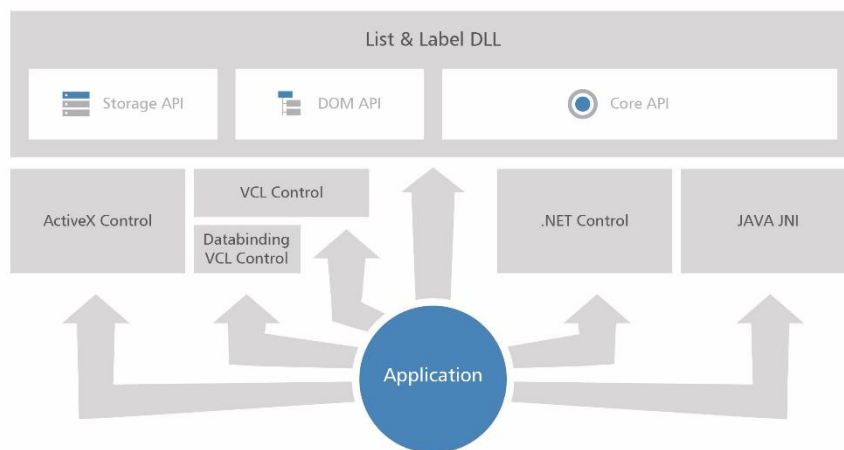 List & Label DLL
Storage API
DOM API
Core API
ActiveX Control
VCL Control
Databinding
VCL Control
.NET Control
JAVA JNI
Application